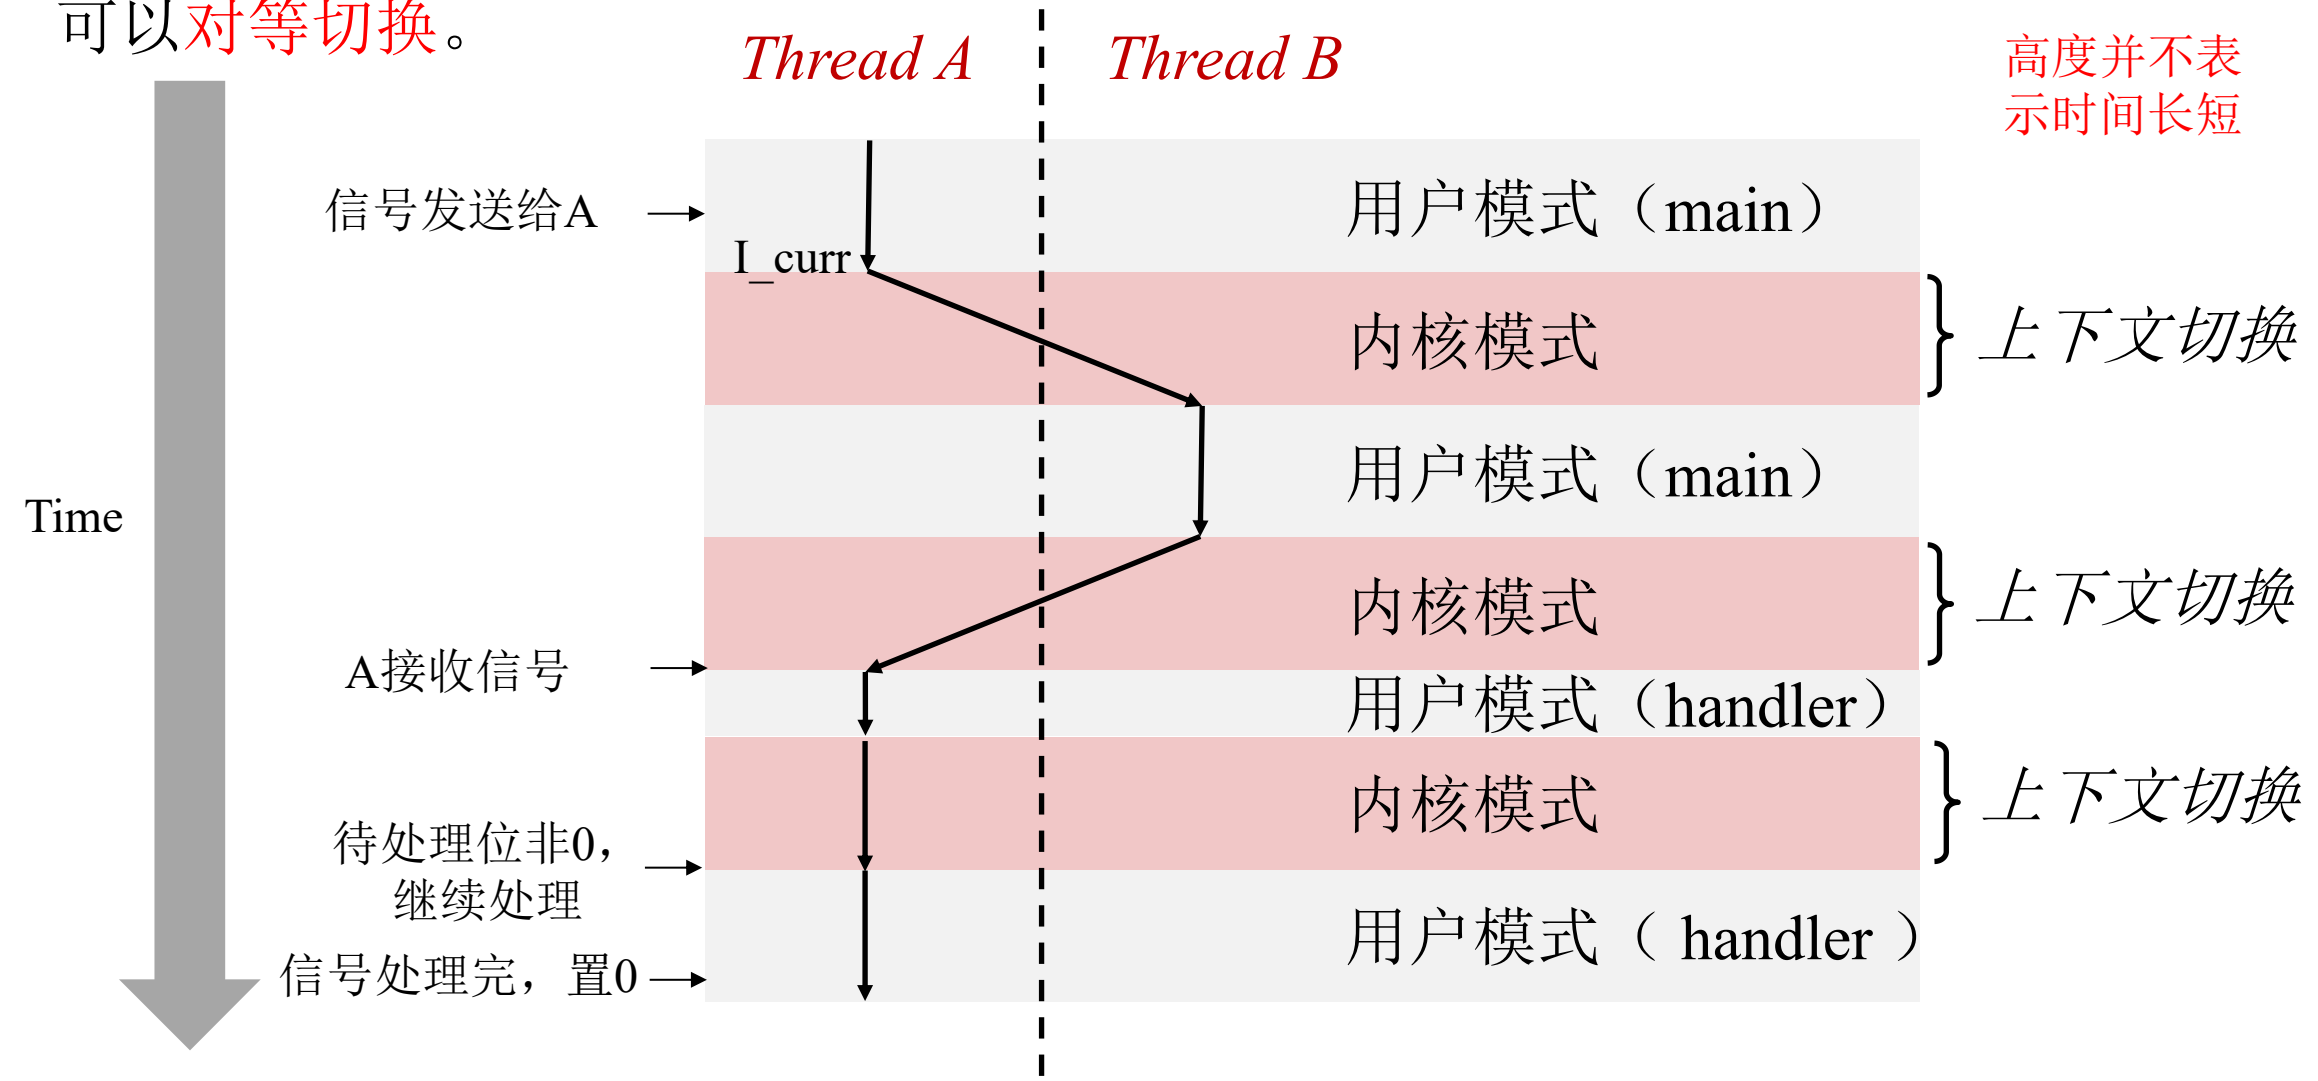 可以对等切换。
Thread A
Thread B
高度并不表
示时间长短
信号发送给A
用户模式（main）
I_curr
内核模式
上下文切换
用户模式（main）
Time
内核模式
上下文切换
A接收信号
用户模式（handler）
内核模式
上下文切换
待处理位非0，
继续处理
用户模式（ handler ）
信号处理完，置0